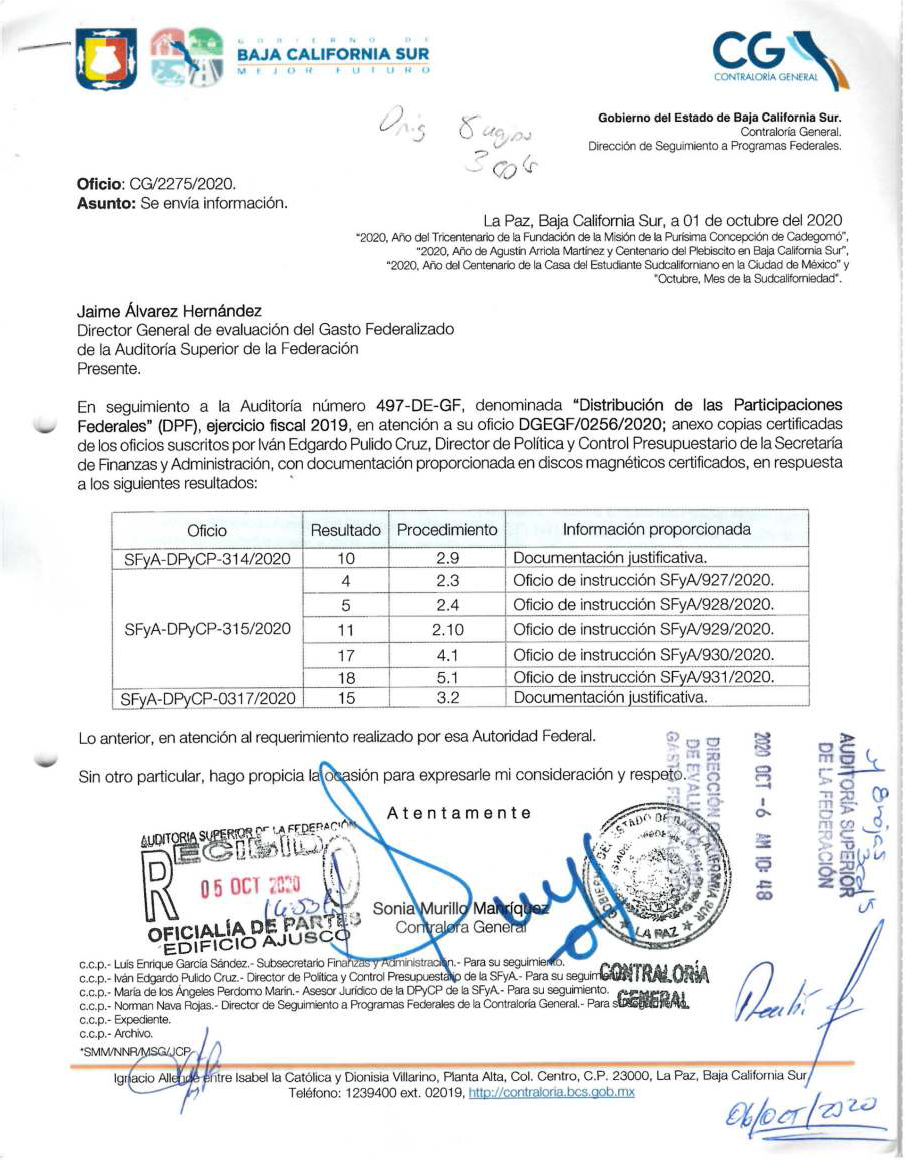 GOBIERNO DE
BAJA CALIFORNIA SUR
MEJOR FUTURO
CG
CONTRALORÍA GENERAL
Gobierno del Estado de Baja California Sur.
Contraloría General.
Dirección de Seguimiento a Programas Federales.
Orig
3 cds
Oficio: CG/2275/2020.
Asunto: Se envía información.
La Paz, Baja California Sur, a 01 de octubre del 2020
"2020, Año del Tricentenario de la Fundación de la Misión de la Purísima Concepción de Cadegomó",
"2020, Año de Agustín Arriola Martínez y Centenario del Plebiscito en Baja California Sur",
"2020, Año del Centenario de la Casa del Estudiante Sudcaliforniano en la Ciudad de México" y
"Octubre, Mes de la Sudcaliforniedad".
Jaime Álvarez Hernández
Director General de evaluación del Gasto Federalizado
de la Auditoría Superior de la Federación
Presente.
En seguimiento a la Auditoría número 497-DE-GF, denominada "Distribución de las Participaciones
Federales" (DPF), ejercicio fiscal 2019, en atención a su oficio DGEGF/0256/2020; anexo copias certificadas
de los oficios suscritos por Iván Edgardo Pulido Cruz, Director de Política y Control Presupuestario de la Secretaría
de Finanzas y Administración, con documentación proporcionada en discos magnéticos certificados, en respuesta
a los siguientes resultados:
Oficio Resultado Procedimiento Información proporcionada
SFyA-DPyCP-314/2020 10 2.9 Documentación justificativa.
4 2.3 Oficio de instrucción SFyA/927/2020.
5 2.4 Oficio de instrucción SFyA/928/2020.
SFyA-DPyCP-315/2020 11 2.10 Oficio de instrucción SFyA/929/2020.
17 4.1 Oficio de instrucción SFyA/930/2020.
18 5.1 Oficio de instrucción SFyA/931/2020.
SFyA-DPyCP-0317/2020 15 3.2 Documentación justificativa.
Lo anterior, en atención al requerimiento realizado por esa Autoridad Federal.
Sin otro particular, hago propicia la ocasión para expresarle mi consideración y respeto.
Atentamente
AUDITORIA SUPERIOR DE LA FEDERACIÓN
RECIBIDO
05 OCT 2020
OFICIALÍA DE PARTES
EDIFICIO AJUSCO
Sonia Murillo Manríquez
Contralora General
LA PAZ
CONTRALORÍA
GENERAL
2020 OCT -6 AM 10:48
AUDITORÍA SUPERIOR
DE LA FEDERACIÓN
c.c.p.- Luis Enrique García Sández.- Subsecretario Finanzas y Administración.- Para su seguimiento.
c.c.p.- Iván Edgardo Pulido Cruz.- Director de Política y Control Presupuestario de la SFyA.- Para su seguimiento.
c.c.p.- María de los Ángeles Perdomo Marín.- Asesor Jurídico de la DPyCP de la SFyA.- Para su seguimiento.
c.c.p.- Norman Nava Rojas.- Director de Seguimiento a Programas Federales de la Contraloría General.- Para su seguimiento.
c.c.p.- Expediente.
c.c.p.- Archivo.
*SMM/NNR/MSG/JCP
Ignacio Allende entre Isabel la Católica y Dionisia Villarino, Planta Alta, Col. Centro, C.P. 23000, La Paz, Baja California Sur
Teléfono: 1239400 ext. 02019, http://contraloria.bcs.gob.mx
06/OCT/2020